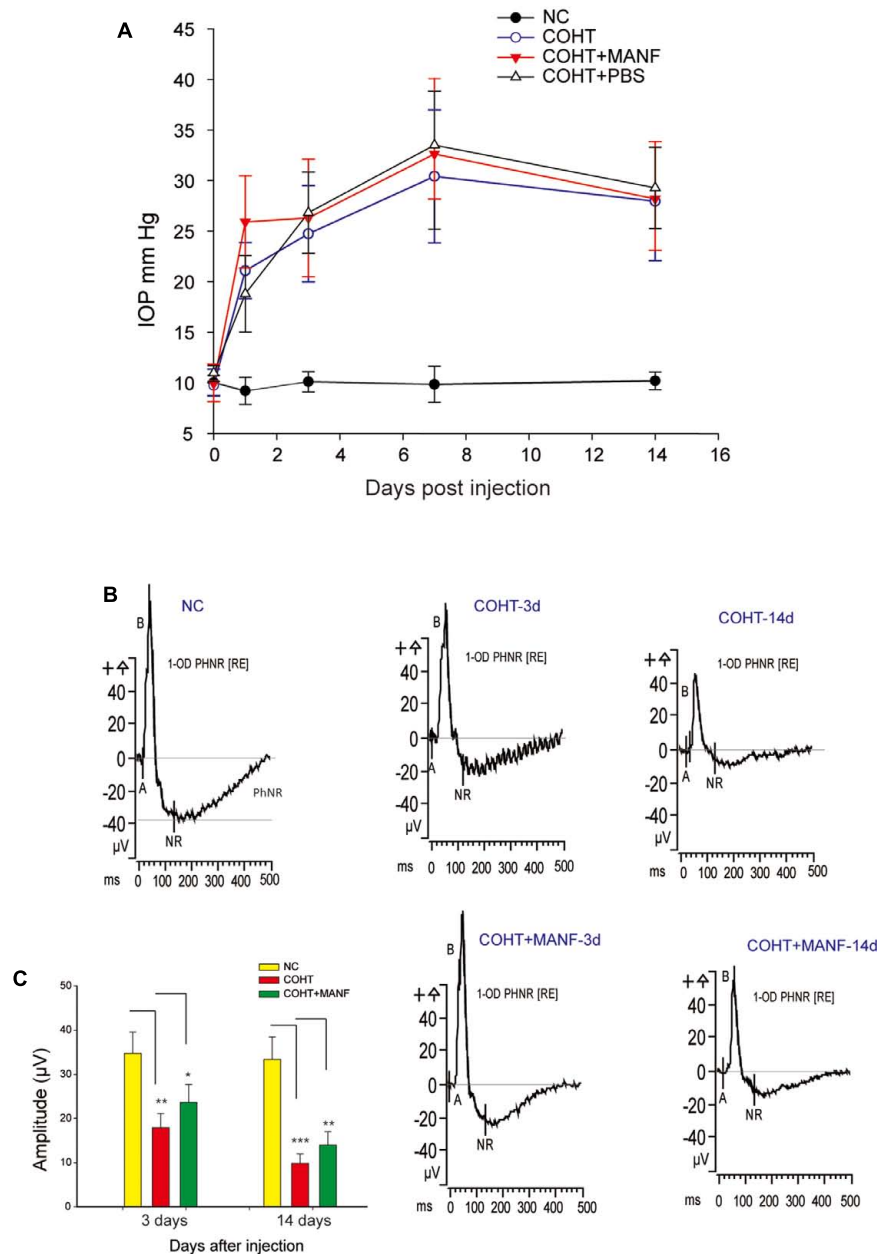 A
NC
COHT
COHT+MANF
COHT+PBS
45
40
35
30
25
20
15
10
5
IOP mm Hg
0 2 4 6 8 10 12 14 16
Days post injection
B
NC
B
1-OD PHNR [RE]
40
20
0
-20
-40
µV
A
NR
PhNR
ms
0 100 200 300 400 500
COHT-3d
B
1-OD PHNR [RE]
40
20
0
-20
-40
µV
A
NR
ms
0 100 200 300 400 500
COHT-14d
B
1-OD PHNR [RE]
40
20
0
-20
-40
µV
A
NR
ms
0 100 200 300 400 500
COHT+MANF-3d
B
1-OD PHNR [RE]
40
20
0
-20
-40
µV
A
NR
ms
0 100 200 300 400 500
COHT+MANF-14d
B
1-OD PHNR [RE]
40
20
0
-20
-40
µV
A
NR
ms
0 100 200 300 400 500
C
NC
COHT
COHT+MANF
50
40
30
20
10
0
Amplitude (µV)
** *
*** **
3 days 14 days
Days after injection